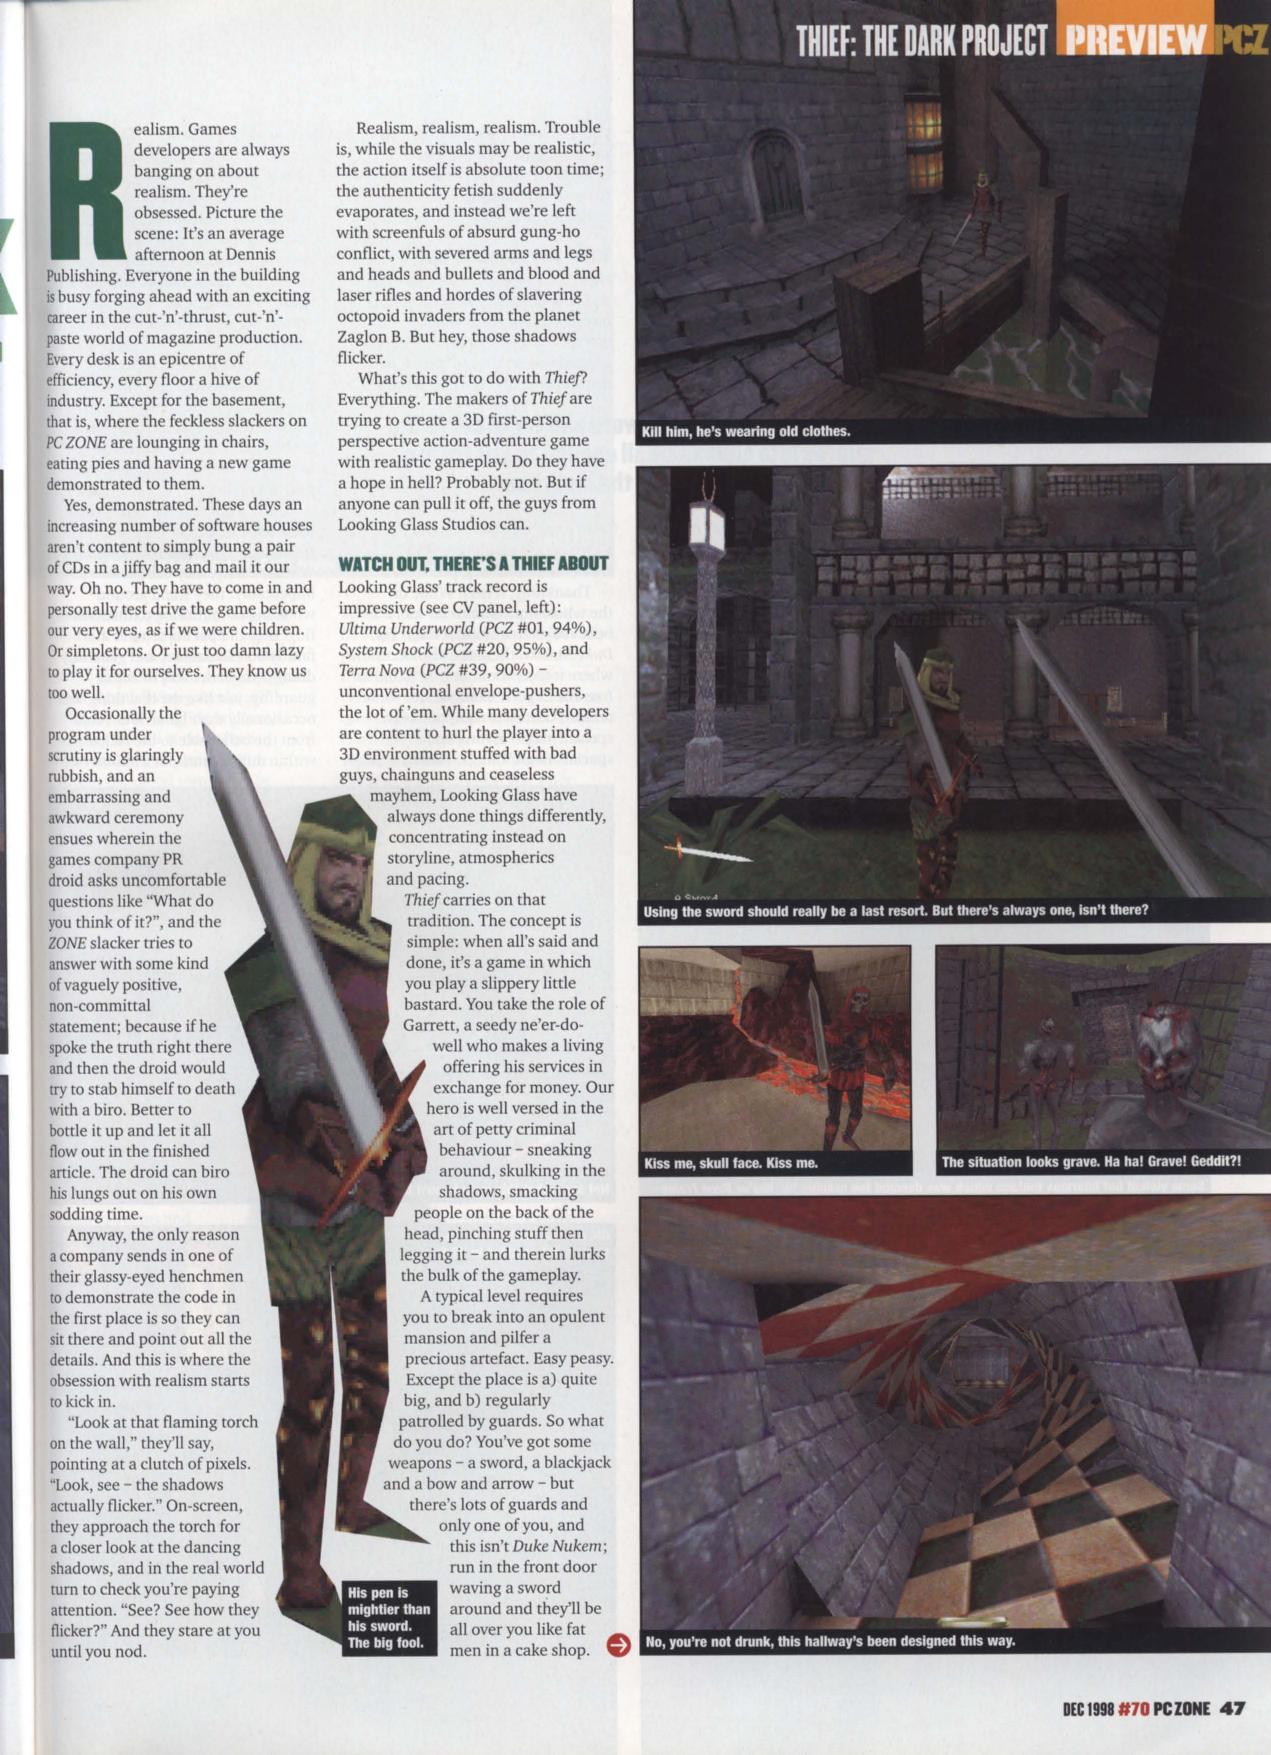 THIEF: THE DARK PROJECT PREVIEW PCZ
Realism. Games
developers are always
banging on about
realism. They're
obsessed. Picture the
scene: It's an average
afternoon at Dennis
Publishing. Everyone in the building
is busy forging ahead with an exciting
career in the cut-'n'-thrust, cut-'n'-
paste world of magazine production.
Every desk is an epicentre of
efficiency, every floor a hive of
industry. Except for the basement,
that is, where the feckless slackers on
PC ZONE are lounging in chairs,
eating pies and having a new game
demonstrated to them.
Yes, demonstrated. These days an
increasing number of software houses
aren't content to simply bung a pair
of CDs in a jiffy bag and mail it our
way. Oh no. They have to come in and
personally test drive the game before
our very eyes, as if we were children.
Or simpletons. Or just too damn lazy
to play it for ourselves. They know us
too well.
Occasionally the
program under
scrutiny is glaringly
rubbish, and an
embarrassing and
awkward ceremony
ensues wherein the
games company PR
droid asks uncomfortable
questions like “What do
you think of it?”, and the
ZONE slacker tries to
answer with some kind
of vaguely positive,
non-committal
statement; because if he
spoke the truth right there
and then the droid would
try to stab himself to death
with a biro. Better to
bottle it up and let it all
flow out in the finished
article. The droid can biro
his lungs out on his own
sodding time.
Anyway, the only reason
a company sends in one of
their glassy-eyed henchmen
to demonstrate the code in
the first place is so they can
sit there and point out all the
details. And this is where the
obsession with realism starts
to kick in.
“Look at that flaming torch
on the wall,” they'll say,
pointing at a clutch of pixels.
“Look, see – the shadows
actually flicker.” On-screen,
they approach the torch for
a closer look at the dancing
shadows, and in the real world
turn to check you're paying
attention. “See? See how they
flicker?” And they stare at you
until you nod.
Realism, realism, realism. Trouble
is, while the visuals may be realistic,
the action itself is absolute toon time;
the authenticity fetish suddenly
evaporates, and instead we're left
with screenfuls of absurd gung-ho
conflict, with severed arms and legs
and heads and bullets and blood and
laser rifles and hordes of slavering
octopoid invaders from the planet
Zaglon B. But hey, those shadows
flicker.
What's this got to do with Thief?
Everything. The makers of Thief are
trying to create a 3D first-person
perspective action-adventure game
with realistic gameplay. Do they have
a hope in hell? Probably not. But if
anyone can pull it off, the guys from
Looking Glass Studios can.
WATCH OUT, THERE'S A THIEF ABOUT
Looking Glass' track record is
impressive (see CV panel, left):
Ultima Underworld (PCZ #01, 94%),
System Shock (PCZ #20, 95%), and
Terra Nova (PCZ #39, 90%) –
unconventional envelope-pushers,
the lot of 'em. While many developers
are content to hurl the player into a
3D environment stuffed with bad
guys, chainguns and ceaseless
mayhem, Looking Glass have
always done things differently,
concentrating instead on
storyline, atmospherics
and pacing.
Thief carries on that
tradition. The concept is
simple: when all's said and
done, it's a game in which
you play a slippery little
bastard. You take the role of
Garrett, a seedy ne'er-do-
well who makes a living
offering his services in
exchange for money. Our
hero is well versed in the
art of petty criminal
behaviour – sneaking
around, skulking in the
shadows, smacking
people on the back of the
head, pinching stuff then
legging it – and therein lurks
the bulk of the gameplay.
A typical level requires
you to break into an opulent
mansion and pilfer a
precious artefact. Easy peasy.
Except the place is a) quite
big, and b) regularly
patrolled by guards. So what
do you do? You've got some
weapons – a sword, a blackjack
and a bow and arrow – but
there's lots of guards and
only one of you, and
this isn't Duke Nukem;
run in the front door
waving a sword
around and they'll be
all over you like fat
men in a cake shop.
His pen is
mightier than
his sword.
The big fool.
Kill him, he's wearing old clothes.
A Sword
Using the sword should really be a last resort. But there's always one, isn't there?
Kiss me, skull face. Kiss me.
The situation looks grave. Ha ha! Grave! Geddit?!
No, you're not drunk, this hallway's been designed this way.
DEC 1998 #70 PC ZONE 47